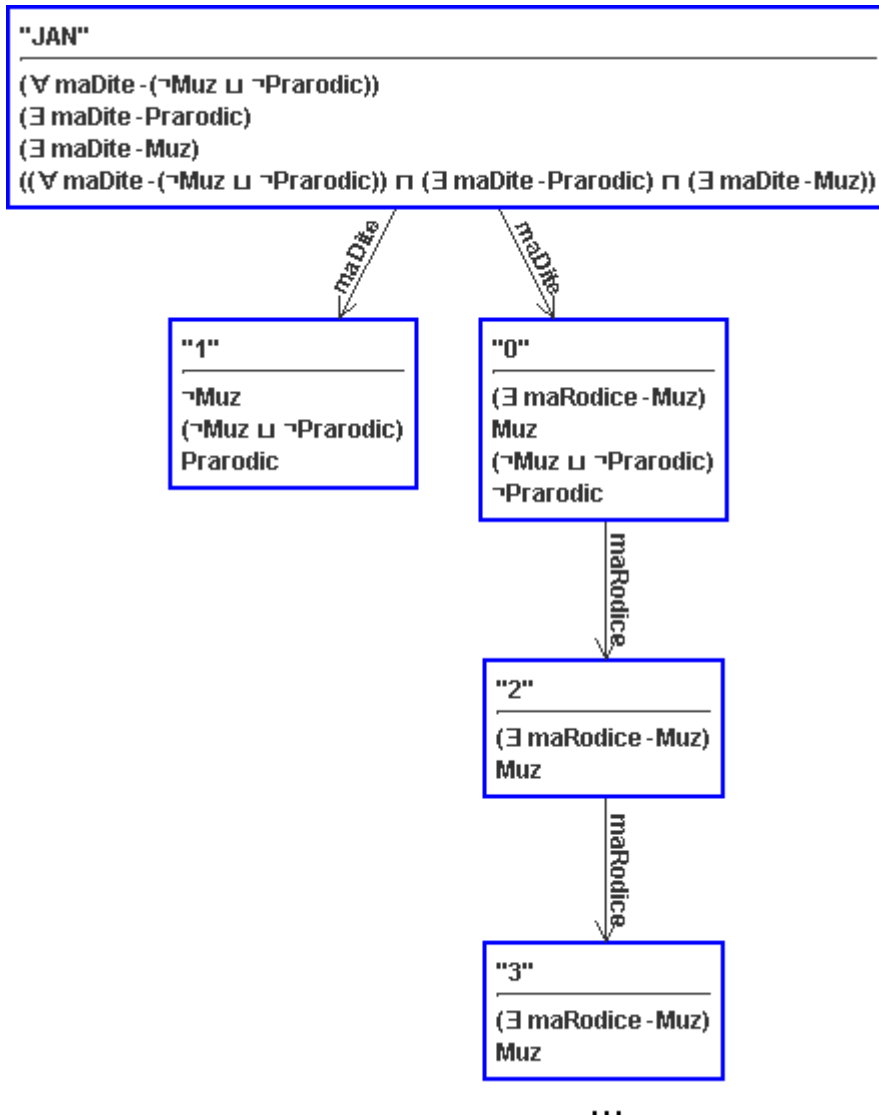 "JAN"
(∀ maDite -(¬Muz ⊔ ¬Prarodic))
(∃ maDite -Prarodic)
(∃ maDite -Muz)
((∀ maDite -(¬Muz ⊔ ¬Prarodic)) ⊓ (∃ maDite -Prarodic) ⊓ (∃ maDite -Muz))
maDite
maDite
"1"
¬Muz
(¬Muz ⊔ ¬Prarodic)
Prarodic
"0"
(∃ maRodice -Muz)
Muz
(¬Muz ⊔ ¬Prarodic)
¬Prarodic
maRodice
"2"
(∃ maRodice -Muz)
Muz
maRodice
"3"
(∃ maRodice -Muz)
Muz
...